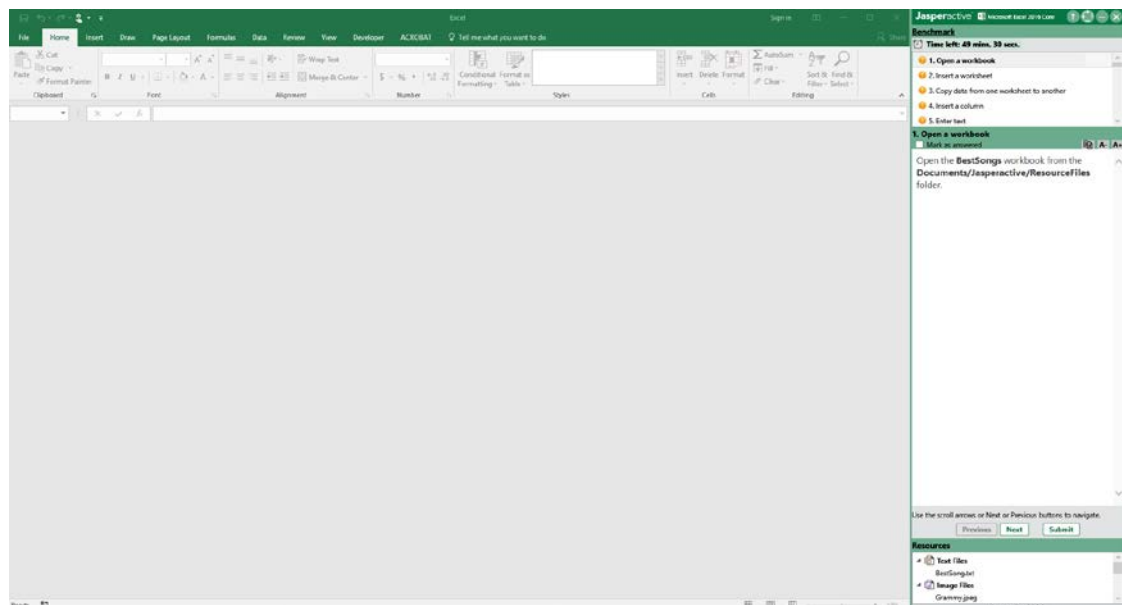 Excel
Sign in
File Home Insert Draw Page Layout Formulas Data Review View Developer ACROBAT Tell me what you want to do Share
Cut
Copy
Format Painter
Paste
Wrap Text
Merge & Center
Conditional Formatting
Format as Table
Insert Delete Format
AutoSum
Fill
Clear
Sort & Filter
Find & Select
Clipboard Font Alignment Number Styles Cells Editing
Jasperactive Microsoft Excel 2016 Core
Benchmark
Time left: 49 mins, 30 secs.
1. Open a workbook
2. Insert a worksheet
3. Copy data from one worksheet to another
4. Insert a column
5. Enter text
1. Open a workbook
Mark as answered
A- A+
Open the BestSongs workbook from the
Documents/Jasperactive/ResourceFiles
folder.
Use the scroll arrows or Next or Previous buttons to navigate.
Previous Next Submit
Resources
Text Files
BestSong.txt
Image Files
Grammy.jpeg